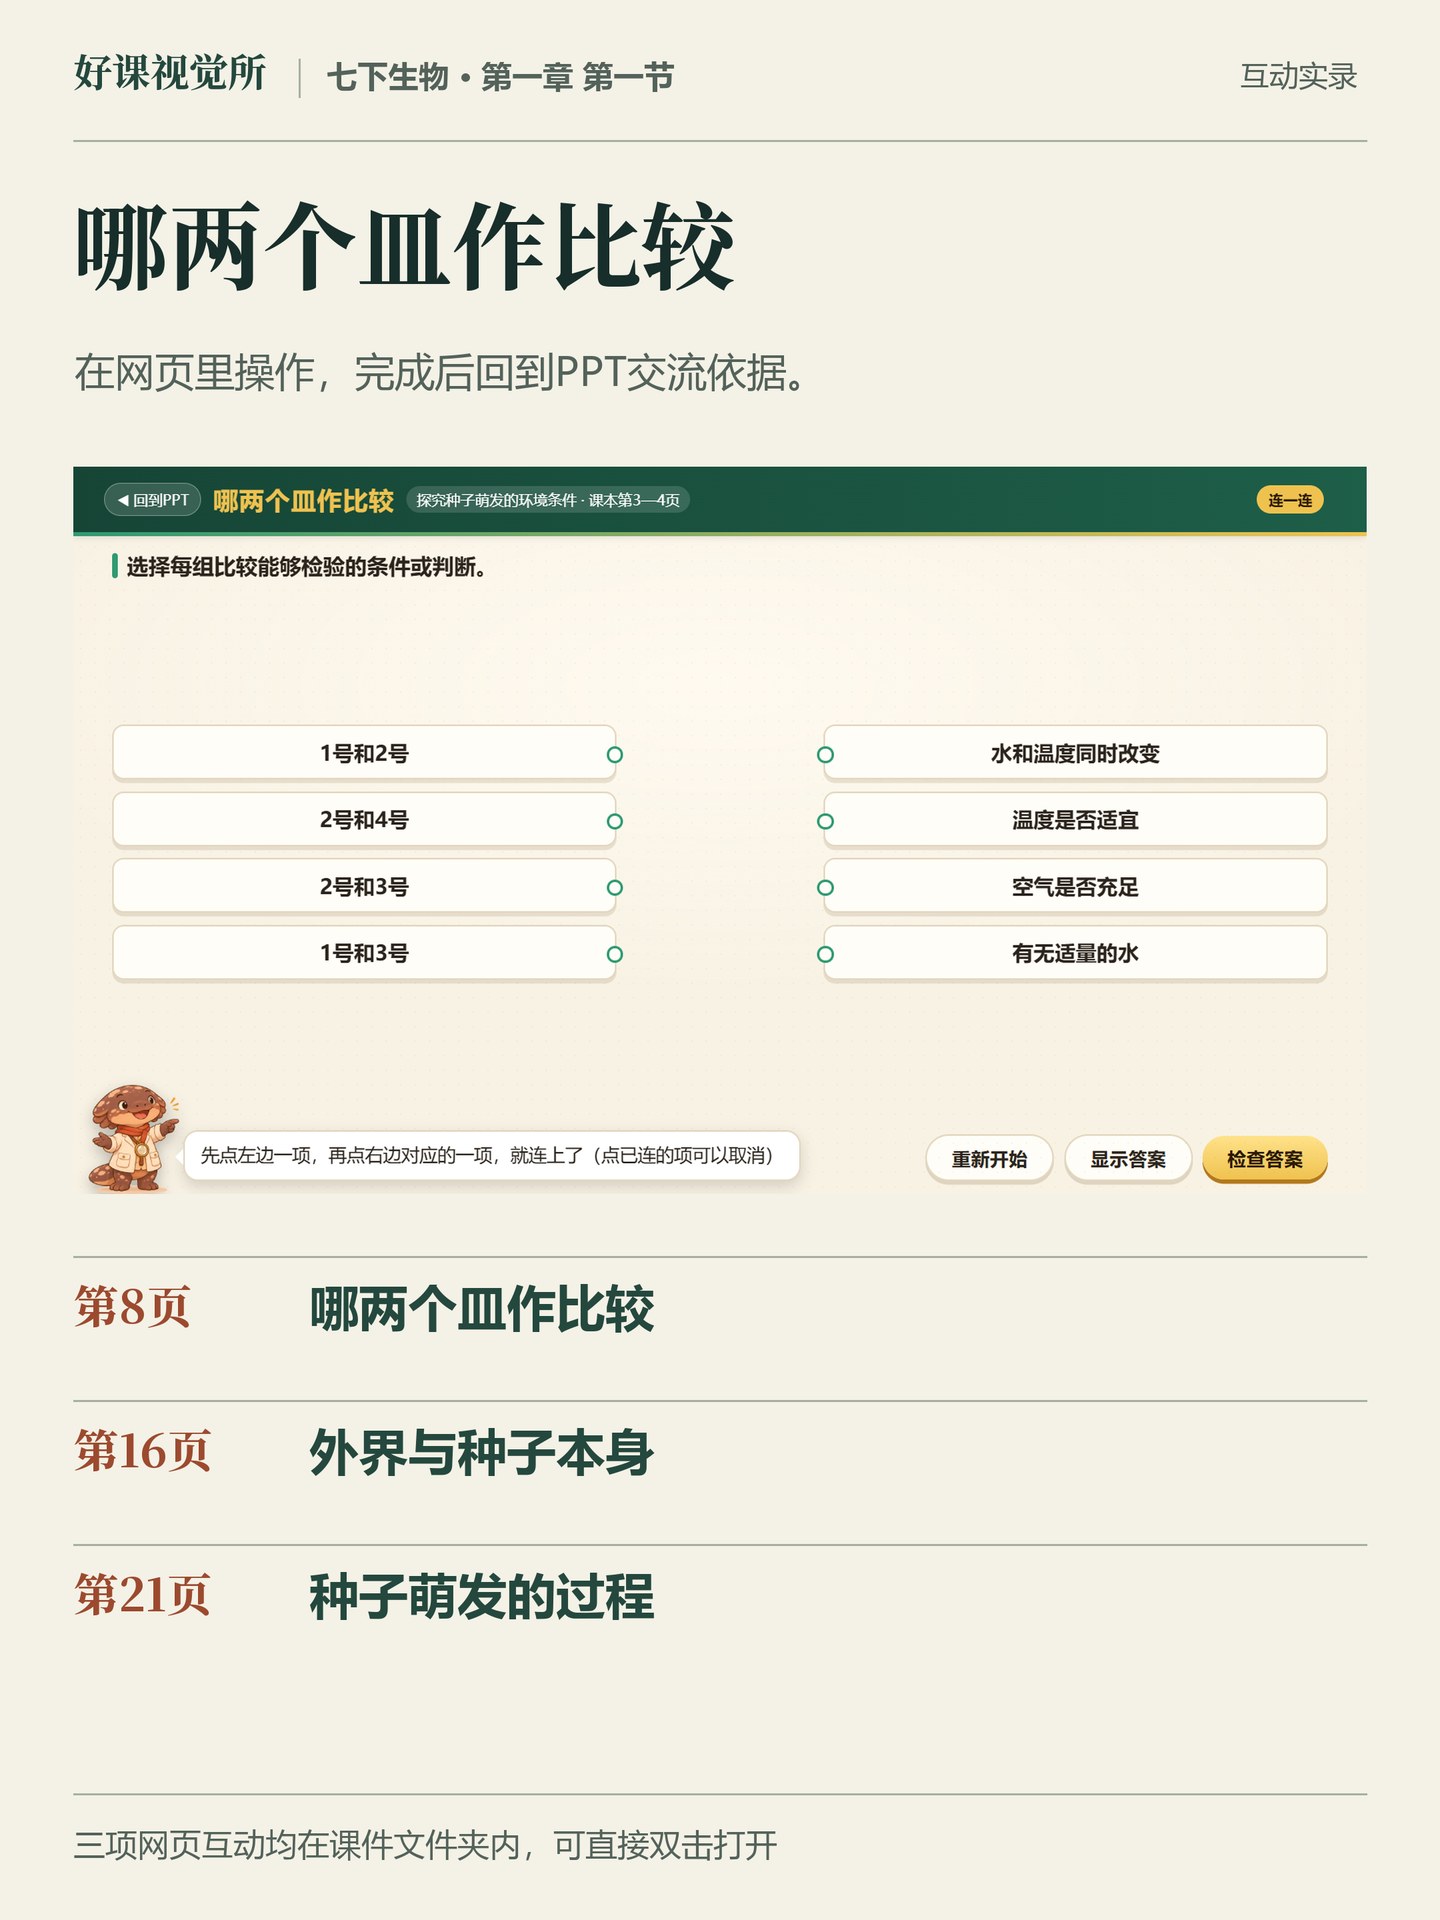 好课视觉所
七下生物·第一章 第一节
互动实录
哪两个皿作比较
在网页里操作，完成后回到PPT交流依据。
◀ 回到PPT
哪两个皿作比较
探究种子萌发的环境条件·课本第3—4页
连一连
选择每组比较能够检验的条件或判断。
1号和2号
水和温度同时改变
2号和4号
温度是否适宜
2号和3号
空气是否充足
1号和3号
有无适量的水
先点左边一项，再点右边对应的一项，就连上了（点已连的项可以取消）
重新开始
显示答案
检查答案
第8页
哪两个皿作比较
第16页
外界与种子本身
第21页
种子萌发的过程
三项网页互动均在课件文件夹内，可直接双击打开